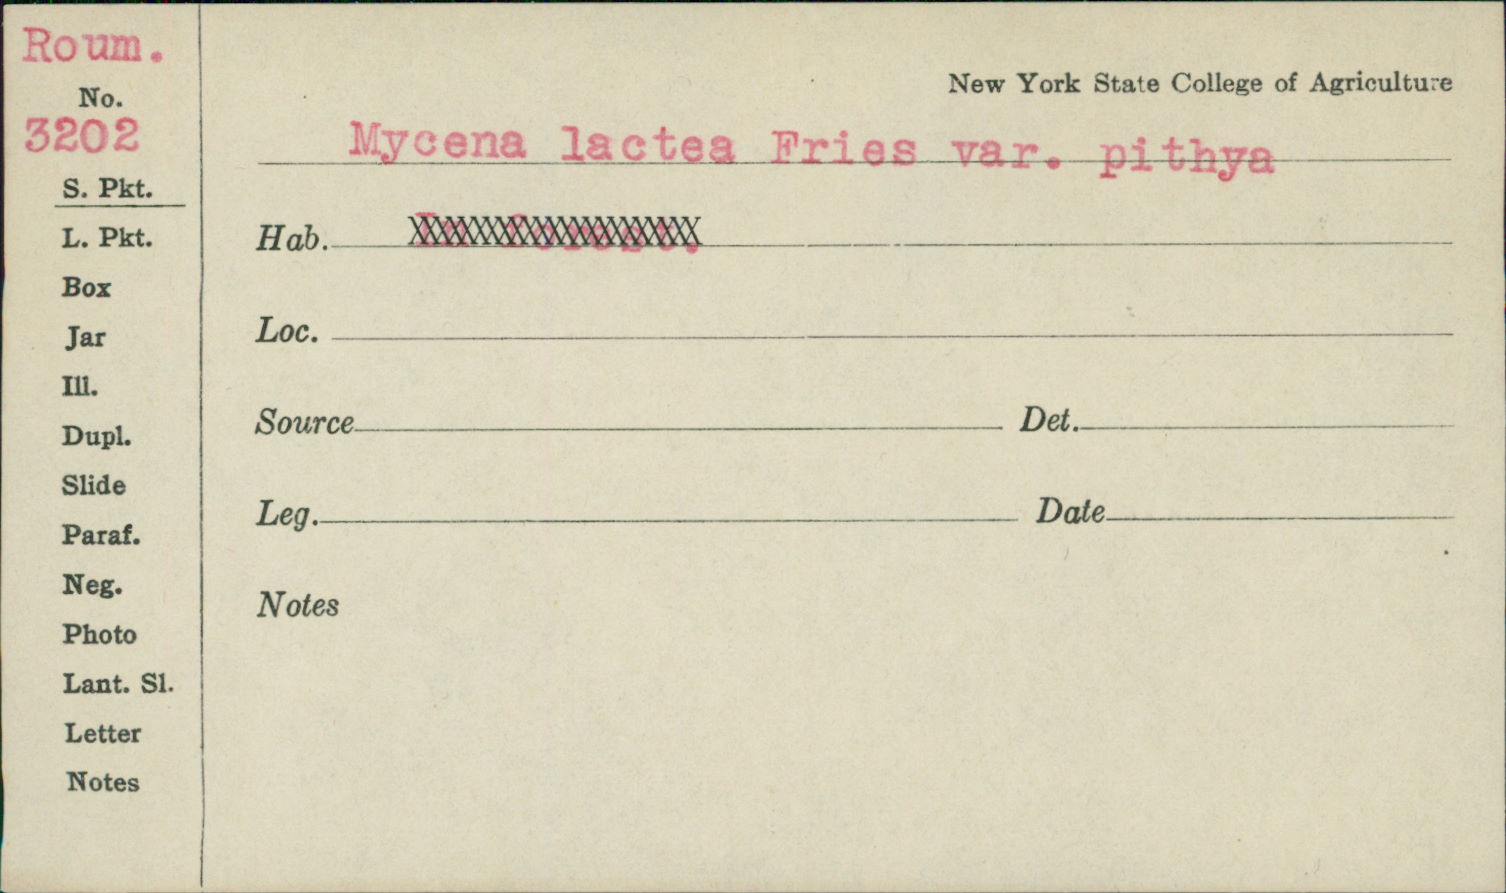 Roum.
No.
3202
S. Pkt.
L. Pkt.
Box
Jar
Ill.
Dupl.
Slide
Paraf.
Neg.
Photo
Lant. Sl.
Letter
Notes
New York State College of Agriculture
Mycena lactea Fries var. pithya
Hab.
Loc.
Source Det.
Leg. Date
Notes